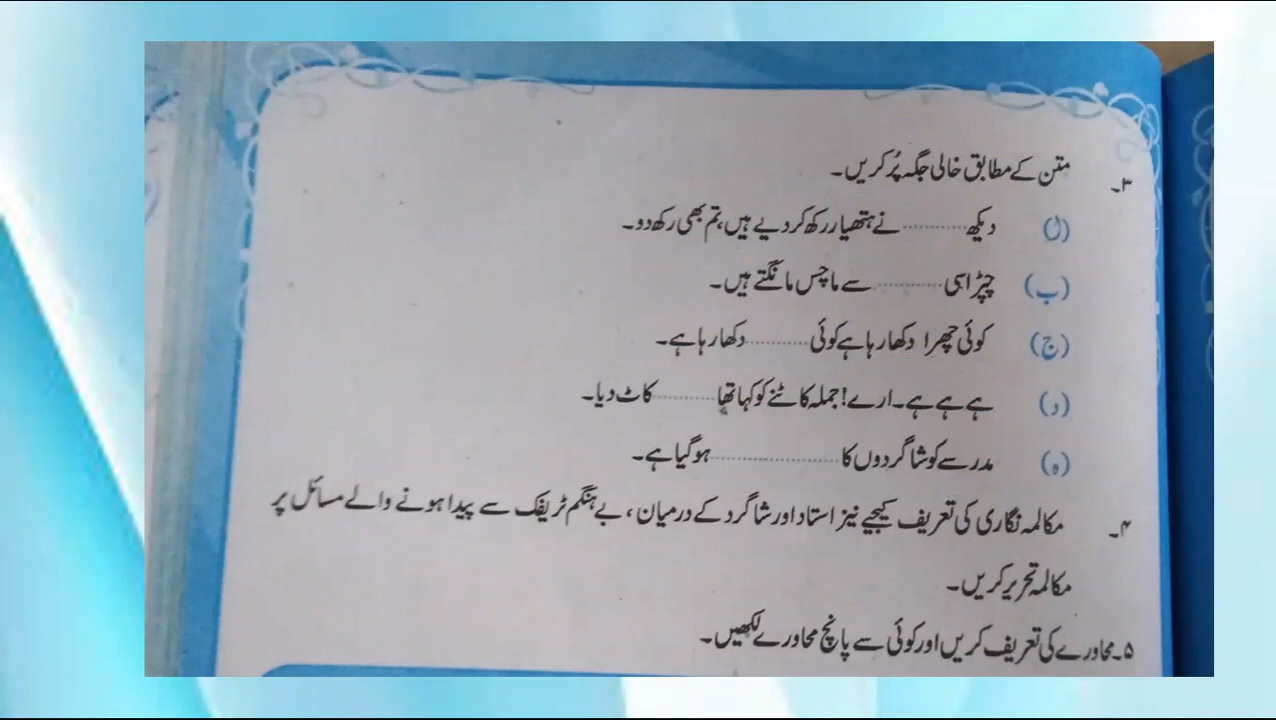 ۳۔ متن کے مطابق خالی جگہ پُر کریں۔
(ا) دیکھ ............ نے ہتھیار رکھ کر دیے ہیں، تم بھی رکھ دو۔
(ب) چپڑاسی ............ سے ماچس مانگتے ہیں۔
(ج) کوئی چھرا دکھا رہا ہے کوئی ............ دکھا رہا ہے۔
(د) ہے ہے ہے۔ ارے! جملہ کاٹنے کو کہا تھا ............ کاٹ دیا۔
(ہ) مدرسے کو شاگردوں کا ........................ ہو گیا ہے۔
۴۔ مکالمہ نگاری کی تعریف کیجیے نیز استاد اور شاگرد کے درمیان، بے ہنگم ٹریفک سے پیدا ہونے والے مسائل پر
مکالمہ تحریر کریں۔
۵۔ محاورے کی تعریف کریں اور کوئی سے پانچ محاورے لکھیں۔